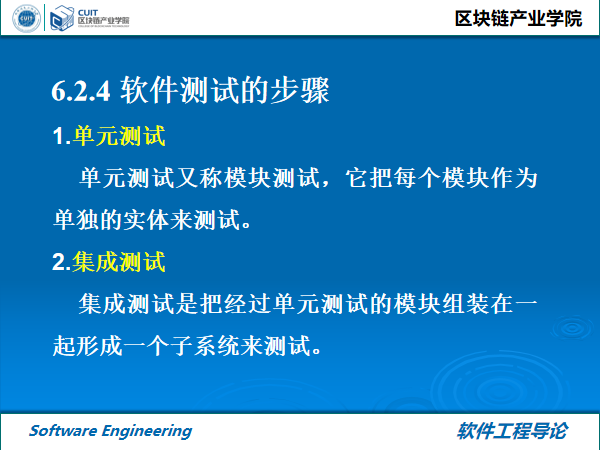 CUIT
CUIT
区块链产业学院
区块链产业学院
6.2.4 软件测试的步骤
1.单元测试
单元测试又称模块测试，它把每个模块作为
单独的实体来测试。
2.集成测试
集成测试是把经过单元测试的模块组装在一
起形成一个子系统来测试。
Software Engineering
软件工程导论